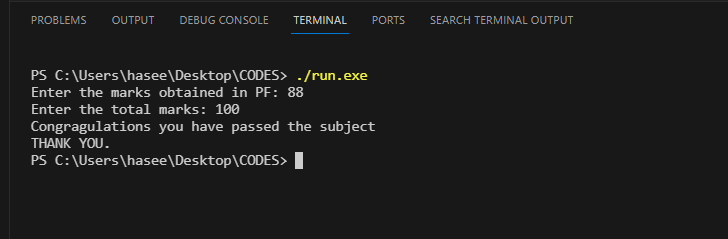 PROBLEMS OUTPUT DEBUG CONSOLE TERMINAL PORTS SEARCH TERMINAL OUTPUT
PS C:\Users\hasee\Desktop\CODES> ./run.exe
Enter the marks obtained in PF: 88
Enter the total marks: 100
Congragulations you have passed the subject
THANK YOU.
PS C:\Users\hasee\Desktop\CODES>